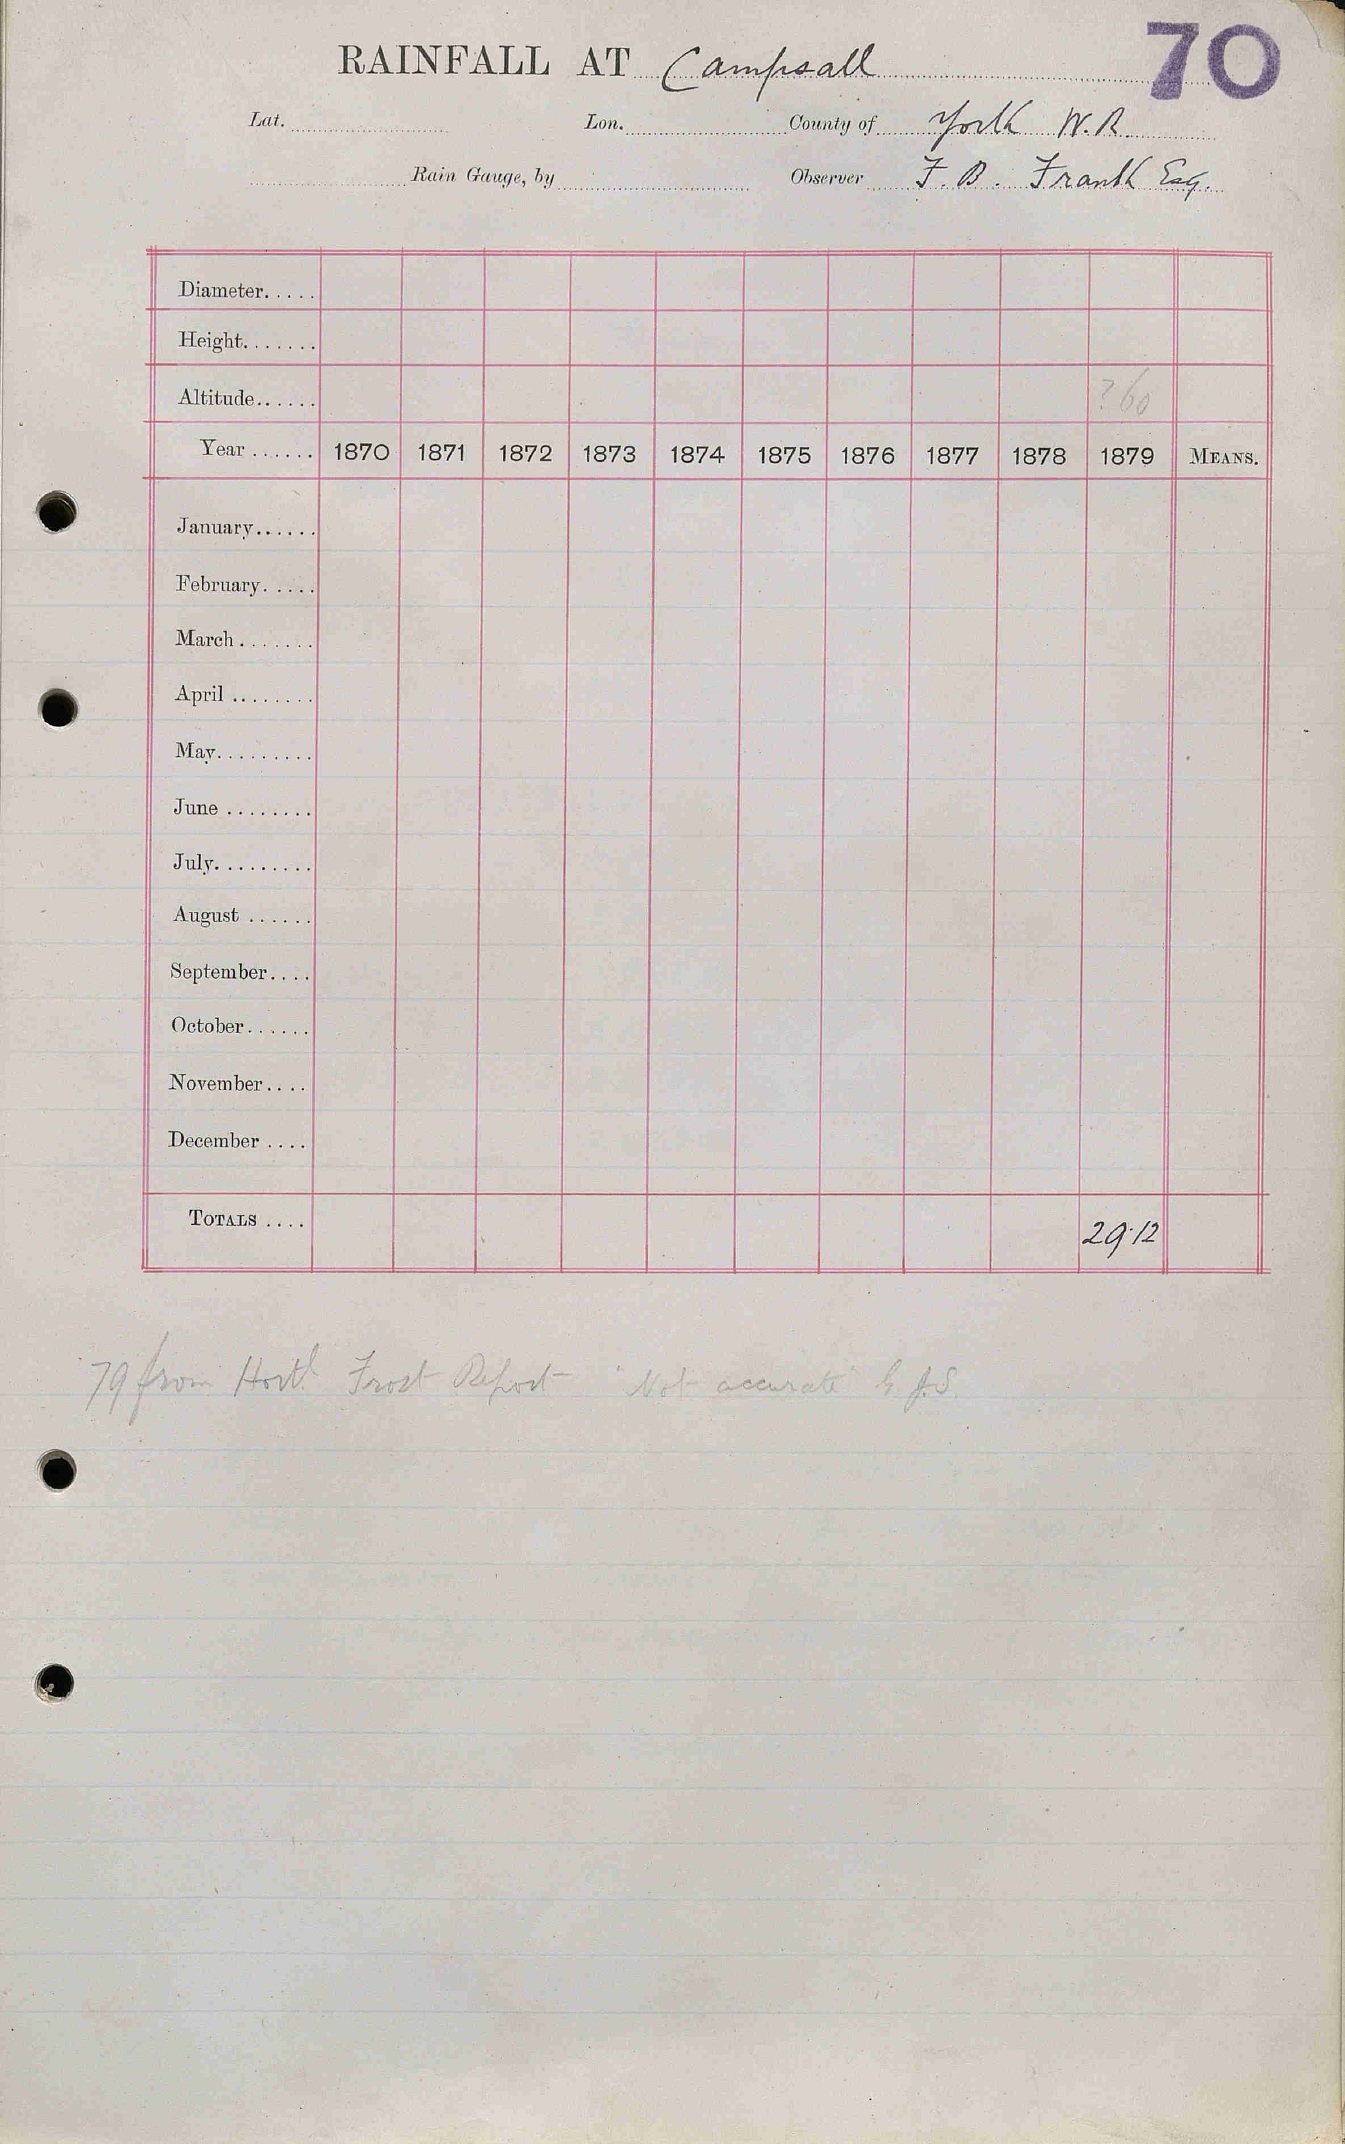 RAINFALL AT Campsall 70
Lat. Lon. County of York W.R.
Rain Gauge, by Observer F. B. Frank Esq.
Diameter.....
Height.......
Altitude...... ?60
Year ...... 1870 1871 1872 1873 1874 1875 1876 1877 1878 1879 MEANS.
January......
February.....
March.......
April........
May.........
June ........
July.........
August ......
September....
October......
November....
December ....
TOTALS .... 29.12
79 from Hortl Frost Report "Not accurate" G.J.S.